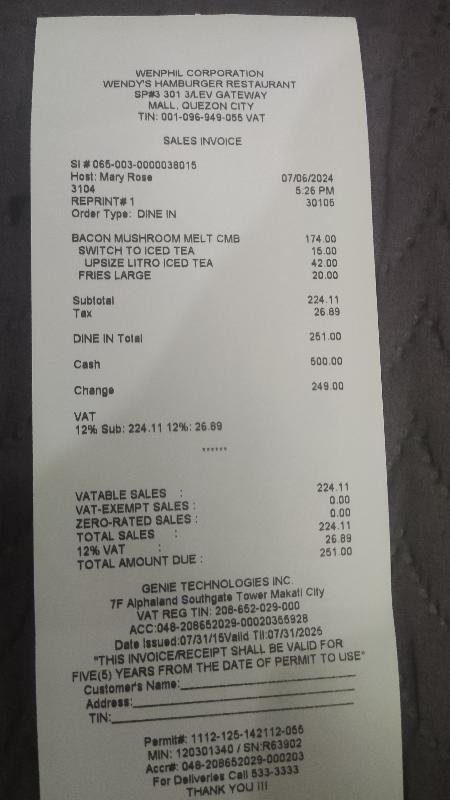 WENPHIL CORPORATION
WENDY'S HAMBURGER RESTAURANT
SP#3 301 3/LEV GATEWAY
MALL, QUEZON CITY
TIN: 001-096-949-055 VAT
SALES INVOICE
SI # 065-003-0000038015
Host: Mary Rose 07/06/2024
3104 5:26 PM
REPRINT# 1 30105
Order Type: DINE IN
BACON MUSHROOM MELT CMB 174.00
SWITCH TO ICED TEA 15.00
UPSIZE LITRO ICED TEA 42.00
FRIES LARGE 20.00
Subtotal 224.11
Tax 26.89
DINE IN Total 251.00
Cash 500.00
Change 249.00
VAT
12% Sub: 224.11 12%: 26.89
******
VATABLE SALES : 224.11
VAT-EXEMPT SALES : 0.00
ZERO-RATED SALES : 0.00
TOTAL SALES : 224.11
12% VAT : 26.89
TOTAL AMOUNT DUE : 251.00
GENIE TECHNOLOGIES INC.
7F Alphaland Southgate Tower Makati City
VAT REG TIN: 208-652-029-000
ACC:048-208652029-00020355928
Date Issued:07/31/15Valid Til:07/31/2025
"THIS INVOICE/RECEIPT SHALL BE VALID FOR
FIVE(5) YEARS FROM THE DATE OF PERMIT TO USE"
Customer's Name:
Address:
TIN:
Permit#: 1112-125-142112-055
MIN: 120301340 / SN:R63902
Accr#: 048-208652029-000203
For Deliveries Call 533-3333
THANK YOU !!!